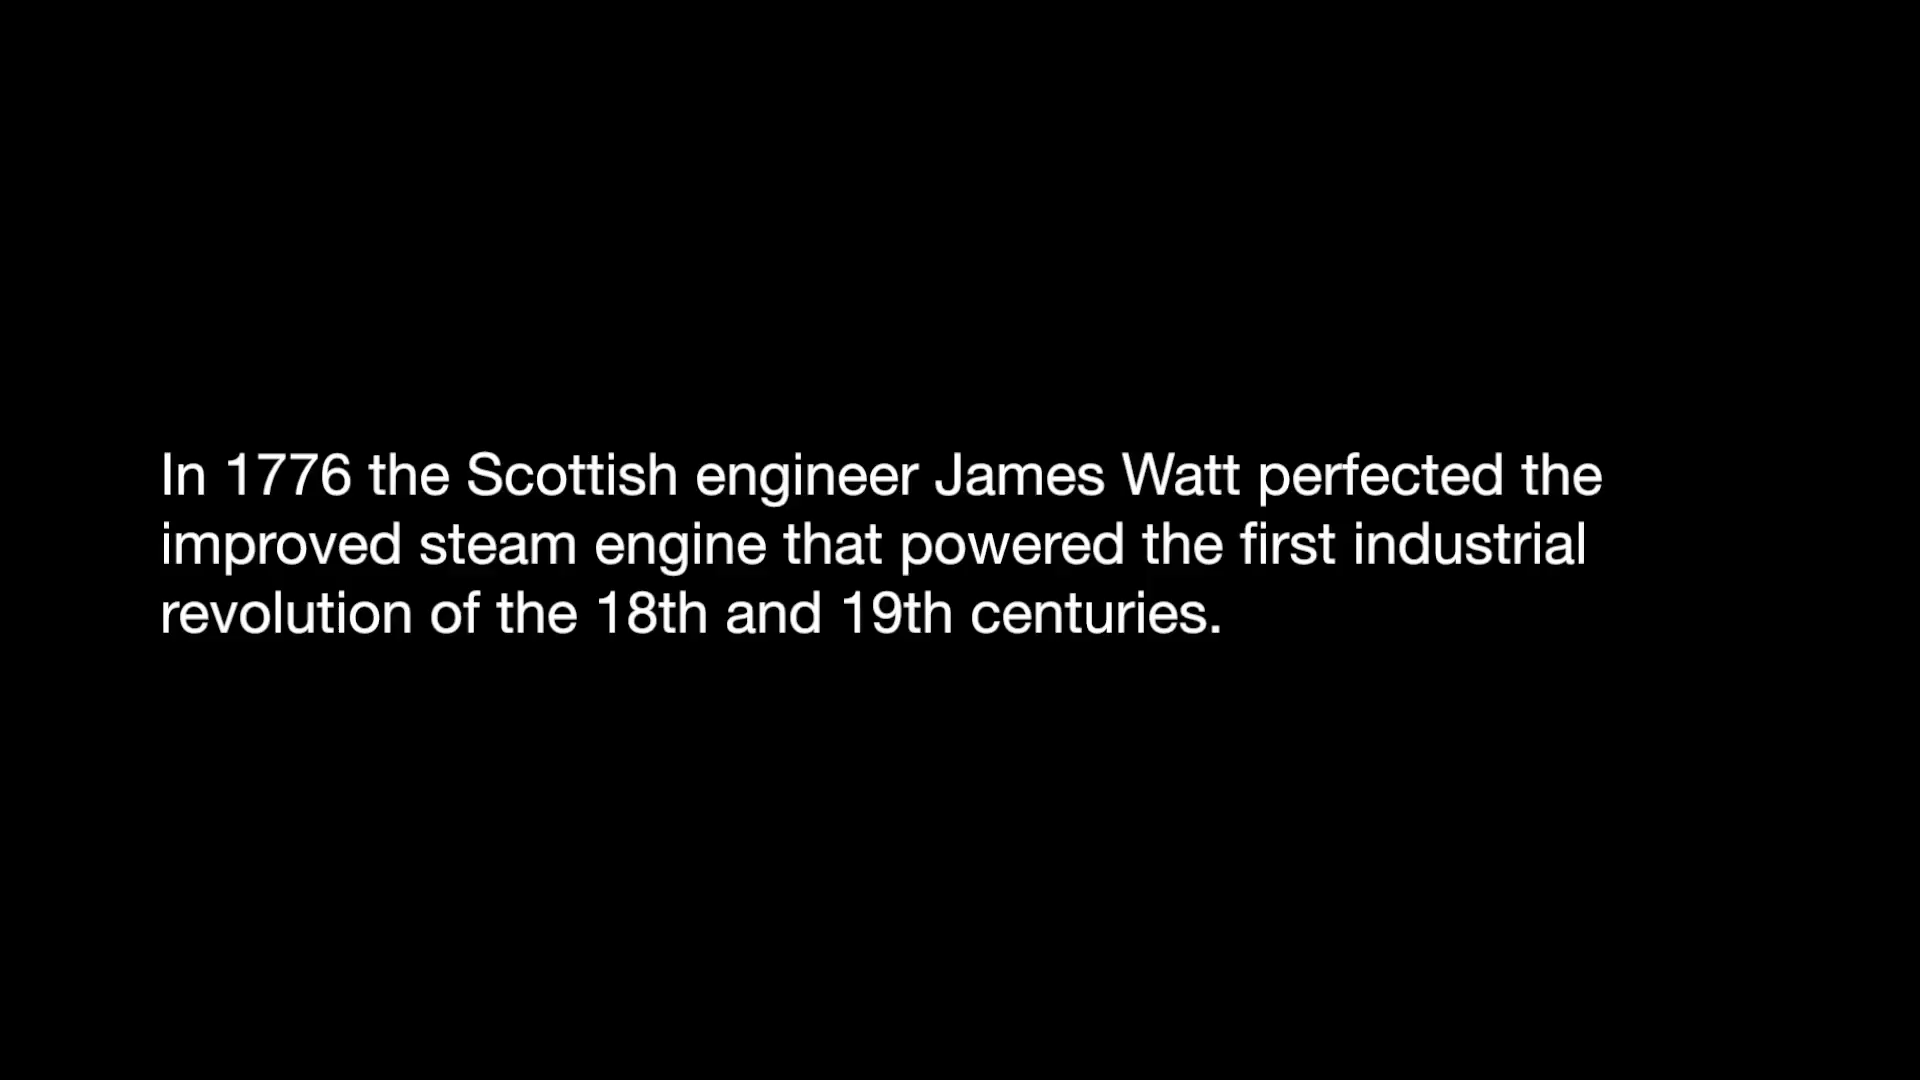 In 1776 the Scottish engineer James Watt perfected the
improved steam engine that powered the first industrial
revolution of the 18th and 19th centuries.